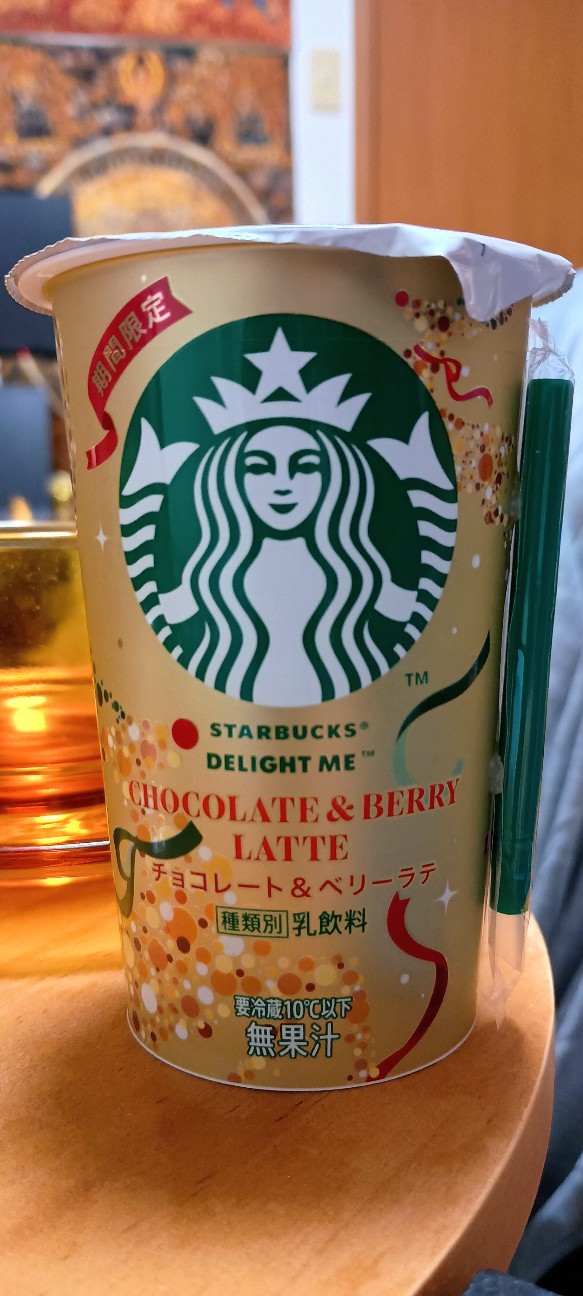 期間限定
TM
STARBUCKS®
DELIGHT ME™
CHOCOLATE & BERRY
LATTE
チョコレート&ベリーラテ
種類別 乳飲料
要冷蔵10℃以下
無果汁